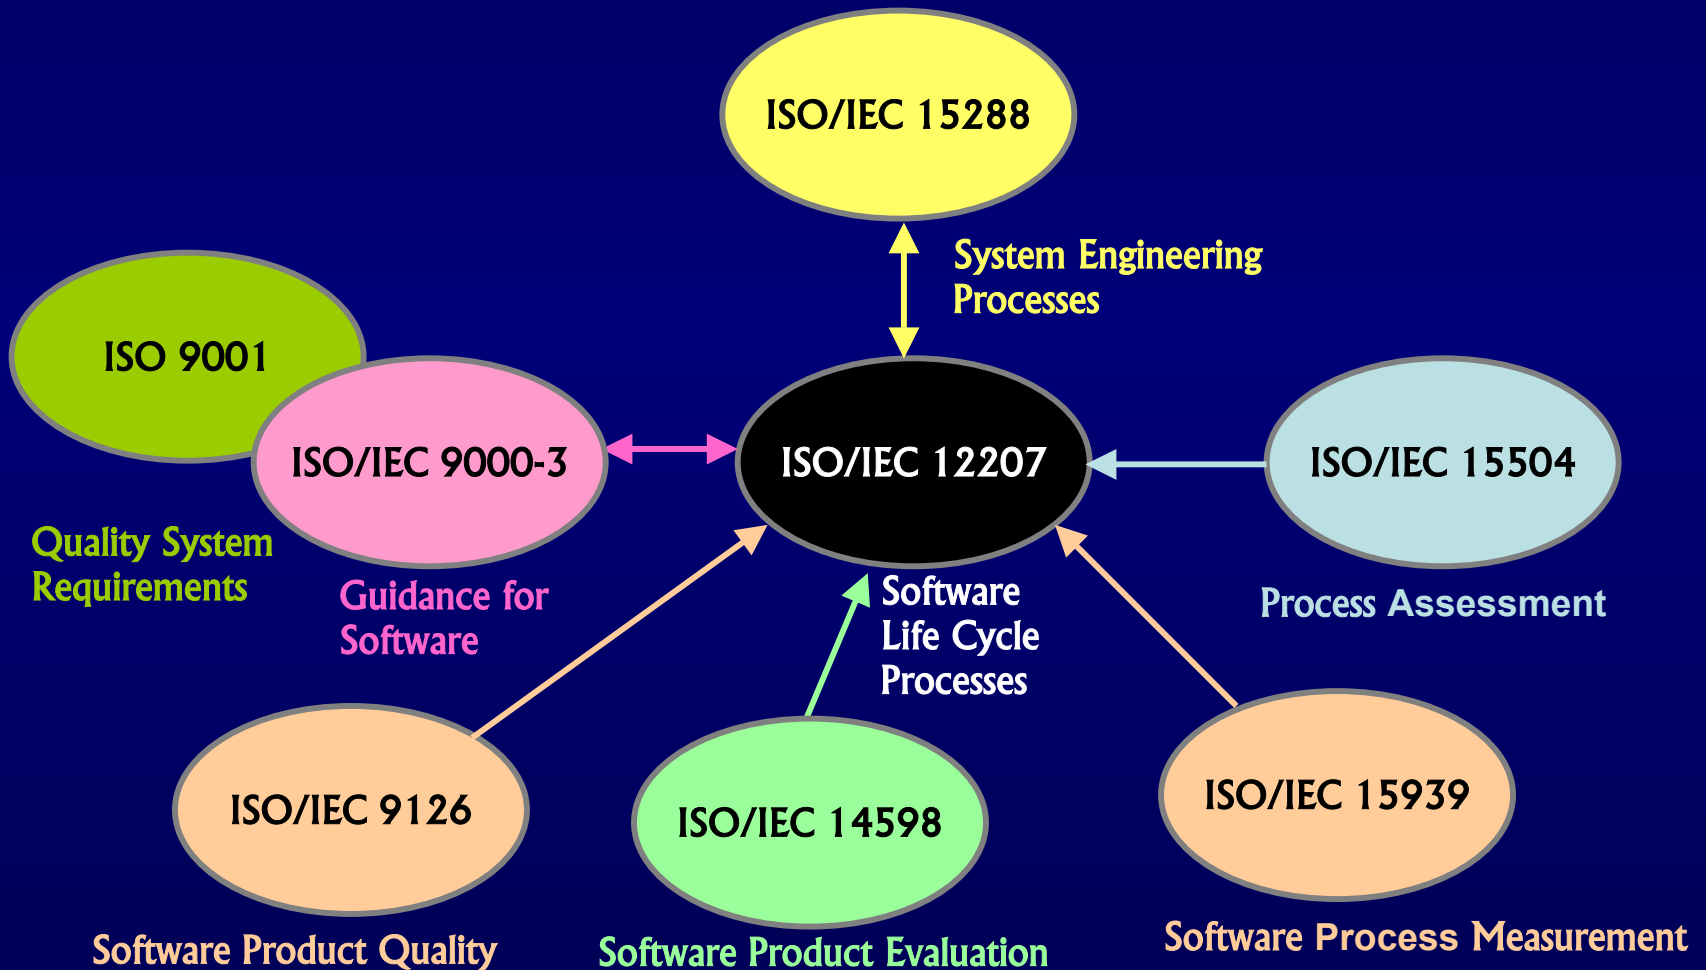 ISO/IEC 15288
System Engineering
Processes
ISO 9001
ISO/IEC 9000-3
ISO/IEC 12207
ISO/IEC 15504
Quality System
Requirements
Guidance for
Software
Software
Life Cycle
Processes
Process Assessment
ISO/IEC 9126
ISO/IEC 14598
ISO/IEC 15939
Software Product Quality
Software Product Evaluation
Software Process Measurement